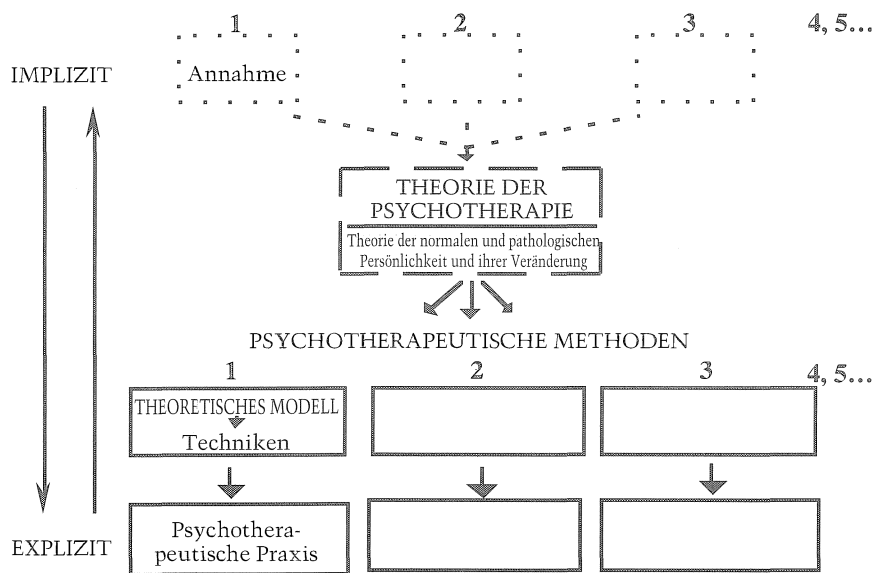 1 2 3 4, 5...
IMPLIZIT
Annahme
THEORIE DER
PSYCHOTHERAPIE
Theorie der normalen und pathologischen
Persönlichkeit und ihrer Veränderung
PSYCHOTHERAPEUTISCHE METHODEN
1 2 3 4, 5...
THEORETISCHES MODELL
Techniken
Psychothera-
peutische Praxis
EXPLIZIT